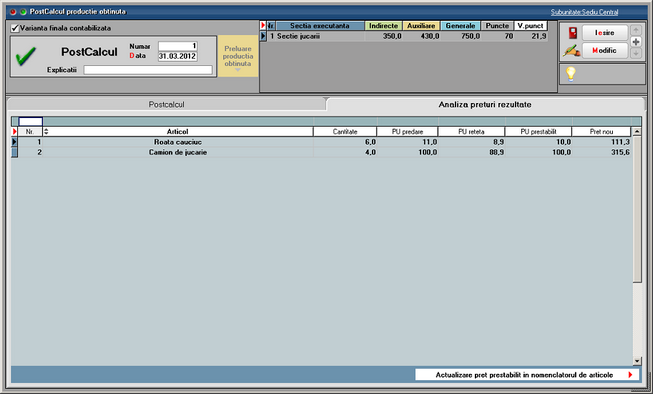 PostCalcul productie obtinuta
Subunitate:Sediu Central
Varianta finala contabilizata
PostCalcul
Numar 1
Data 31.03.2012
Explicatii
Preluare
productia
obtinuta
Nr. Sectia executanta Indirecte Auxiliare Generale Puncte V.punct
1 Sectie jucarii 350,0 430,0 750,0 70 21,9
Iesire
Modific
Postcalcul
Analiza preturi rezultate
Nr. Articol Cantitate PU predare PU reteta PU prestabilit Pret nou
1 Roata cauciuc 6,0 11,0 8,9 10,0 111,3
2 Camion de jucarie 4,0 100,0 88,9 100,0 315,6
Actualizare pret prestabilit in nomenclatorul de articole